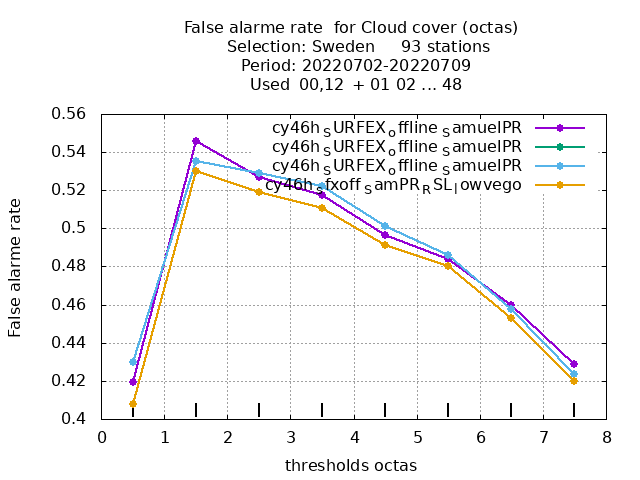 False alarme rate  for Cloud cover (octas)
Selection: Sweden     93 stations
Period: 20220702-20220709
Used  00,12  + 01 02 ... 48
0.56
0.54
0.52
0.5
0.48
0.46
0.44
0.42
0.4
False alarme rate
cy46h_SURFEX_offline_SamuelPR
cy46h_SURFEX_offline_SamuelPR
cy46h_SURFEX_offline_SamuelPR
cy46h_sfxoff_SamPR_RSL_lowvego
0 1 2 3 4 5 6 7 8
thresholds octas